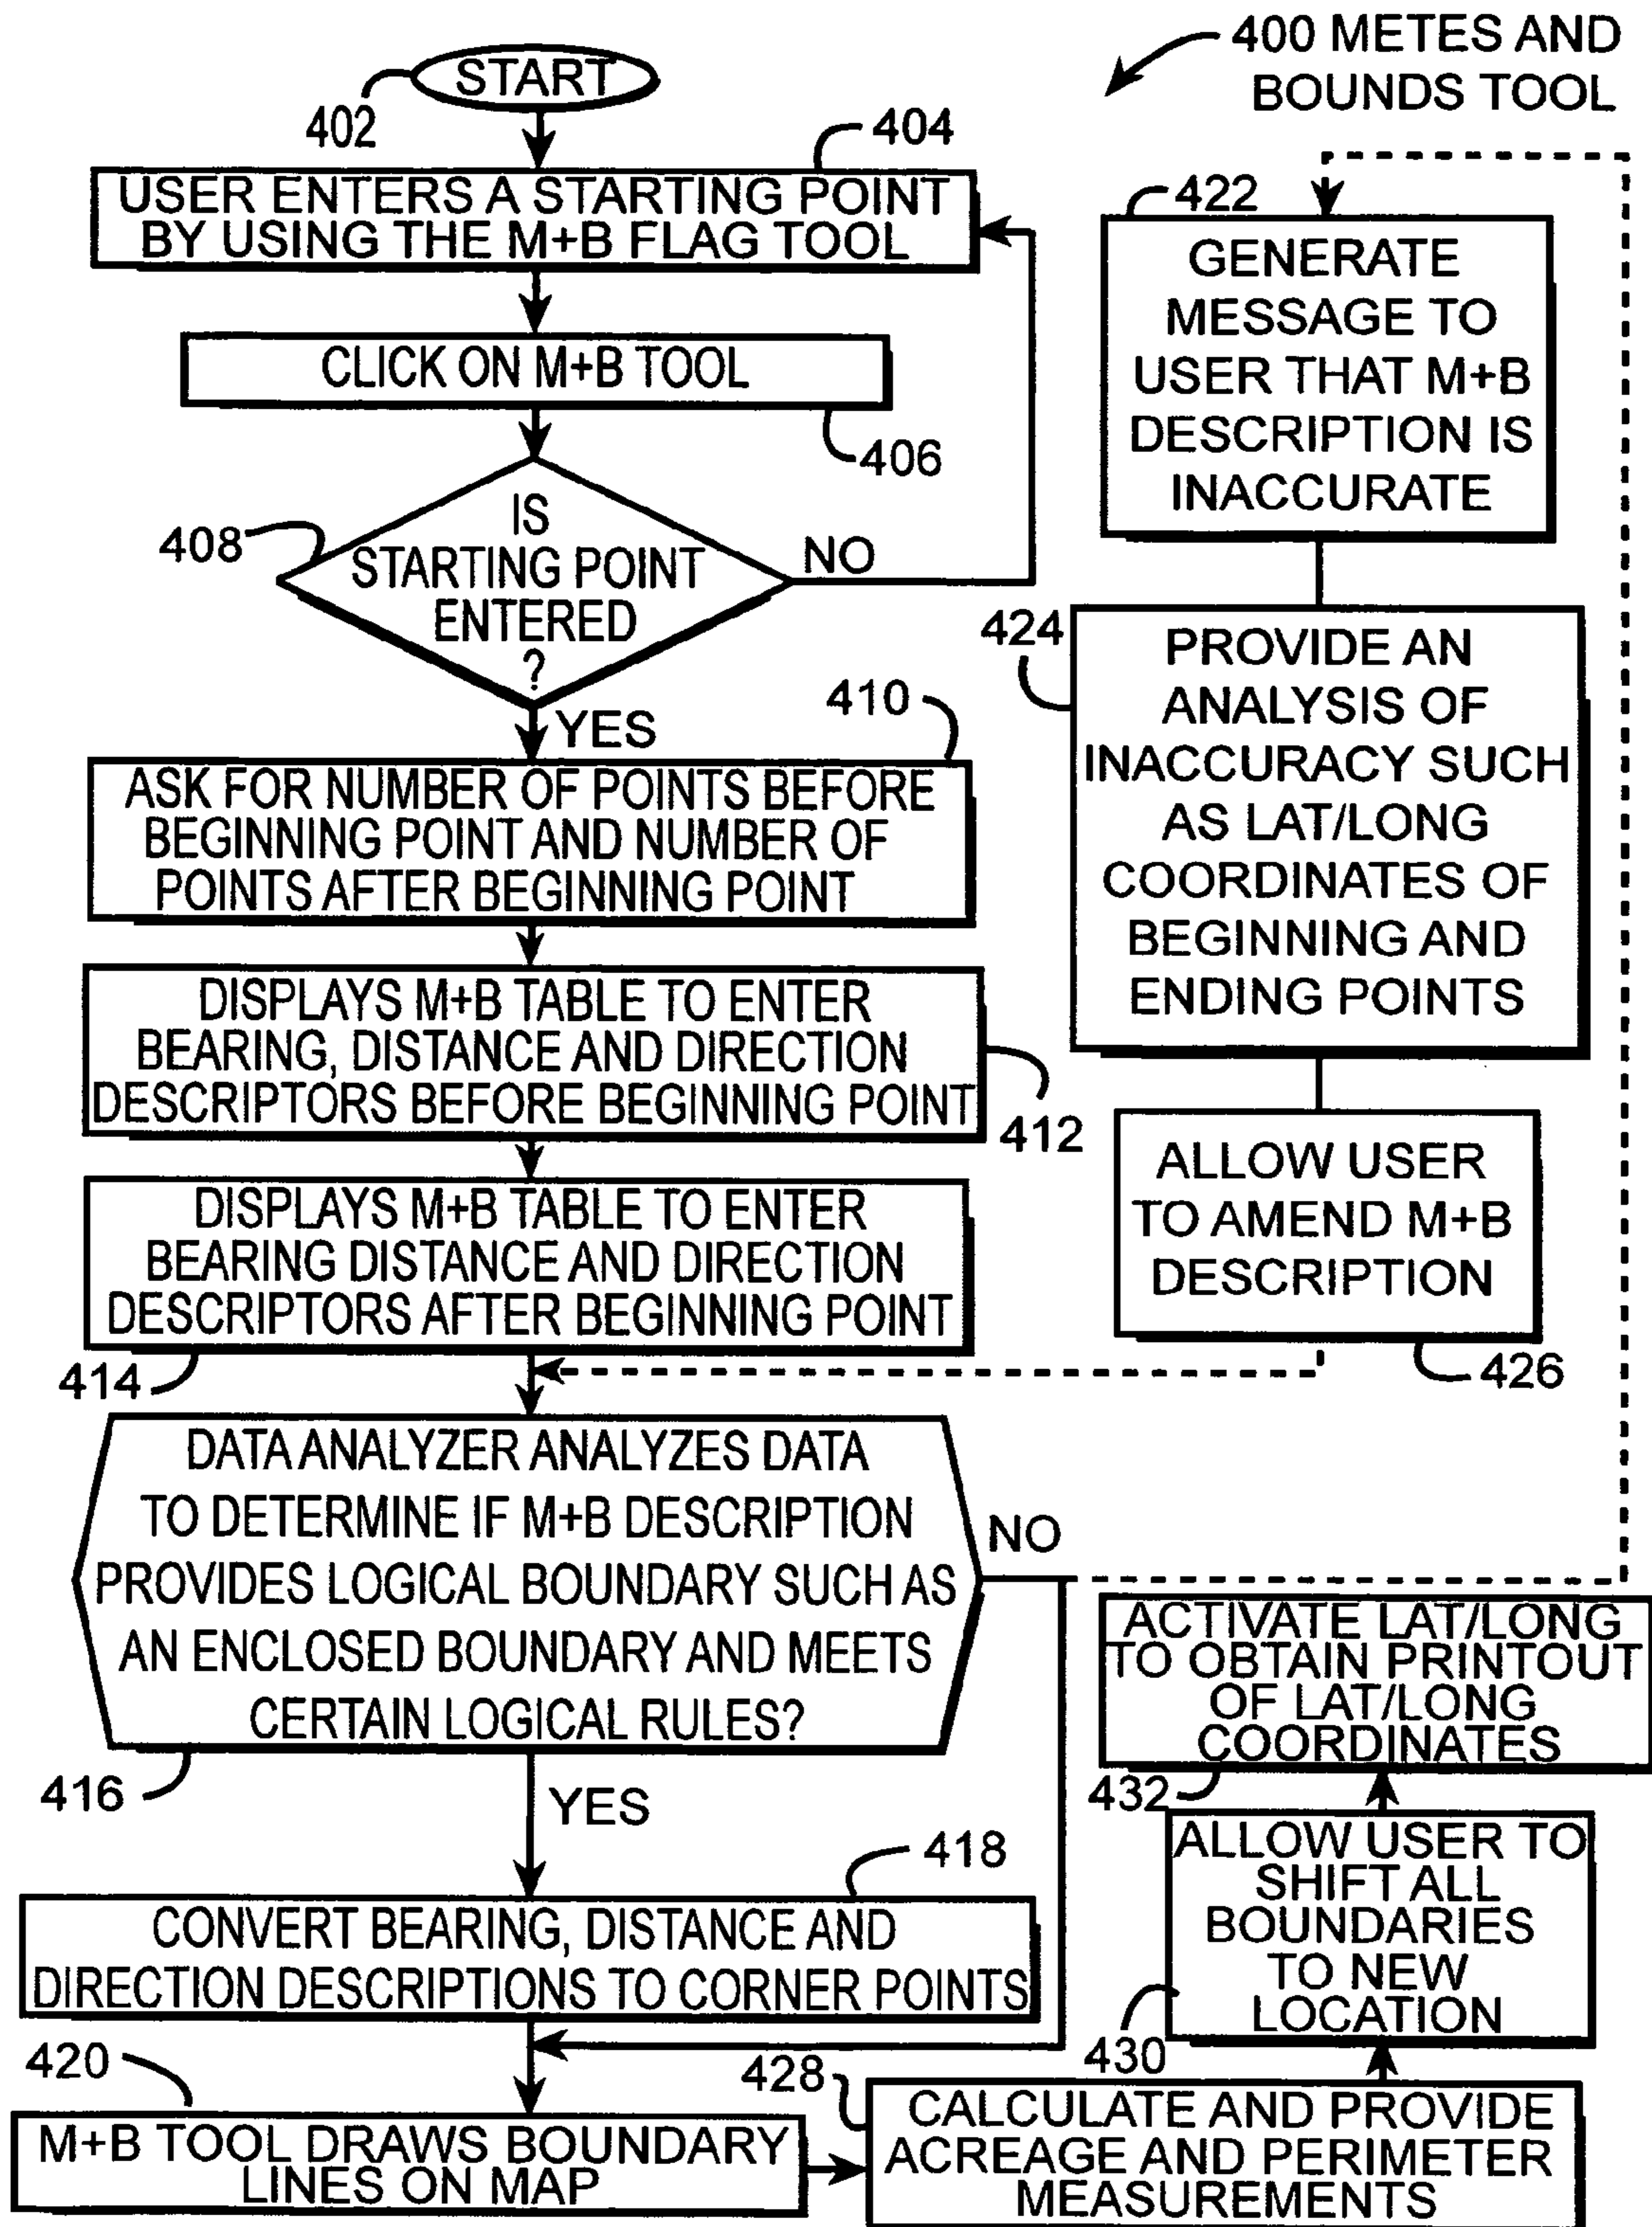 400 METES AND
BOUNDS TOOL
START
402
404
USER ENTERS A STARTING POINT
BY USING THE M+B FLAG TOOL
CLICK ON M+B TOOL
406
IS
STARTING POINT
ENTERED
?
408
NO
YES
410
ASK FOR NUMBER OF POINTS BEFORE
BEGINNING POINT AND NUMBER OF
POINTS AFTER BEGINNING POINT
DISPLAYS M+B TABLE TO ENTER
BEARING, DISTANCE AND DIRECTION
DESCRIPTORS BEFORE BEGINNING POINT
412
DISPLAYS M+B TABLE TO ENTER
BEARING DISTANCE AND DIRECTION
DESCRIPTORS AFTER BEGINNING POINT
414
DATA ANALYZER ANALYZES DATA
TO DETERMINE IF M+B DESCRIPTION
PROVIDES LOGICAL BOUNDARY SUCH AS
AN ENCLOSED BOUNDARY AND MEETS
CERTAIN LOGICAL RULES?
416
NO
YES
418
CONVERT BEARING, DISTANCE AND
DIRECTION DESCRIPTIONS TO CORNER POINTS
420
M+B TOOL DRAWS BOUNDARY
LINES ON MAP
422
GENERATE
MESSAGE TO
USER THAT M+B
DESCRIPTION IS
INACCURATE
424
PROVIDE AN
ANALYSIS OF
INACCURACY SUCH
AS LAT/LONG
COORDINATES OF
BEGINNING AND
ENDING POINTS
ALLOW USER
TO AMEND M+B
DESCRIPTION
426
ACTIVATE LAT/LONG
TO OBTAIN PRINTOUT
OF LAT/LONG
COORDINATES
432
ALLOW USER TO
SHIFT ALL
BOUNDARIES
TO NEW
LOCATION
430
428
CALCULATE AND PROVIDE
ACREAGE AND PERIMETER
MEASUREMENTS